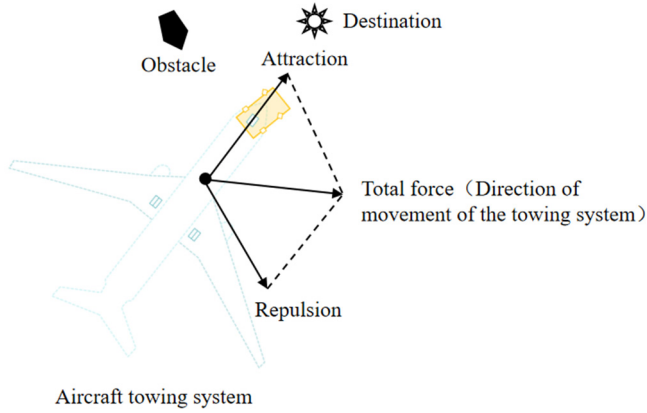 Destination
Obstacle
Attraction
Total force（Direction of
movement of the towing system）
Repulsion
Aircraft towing system